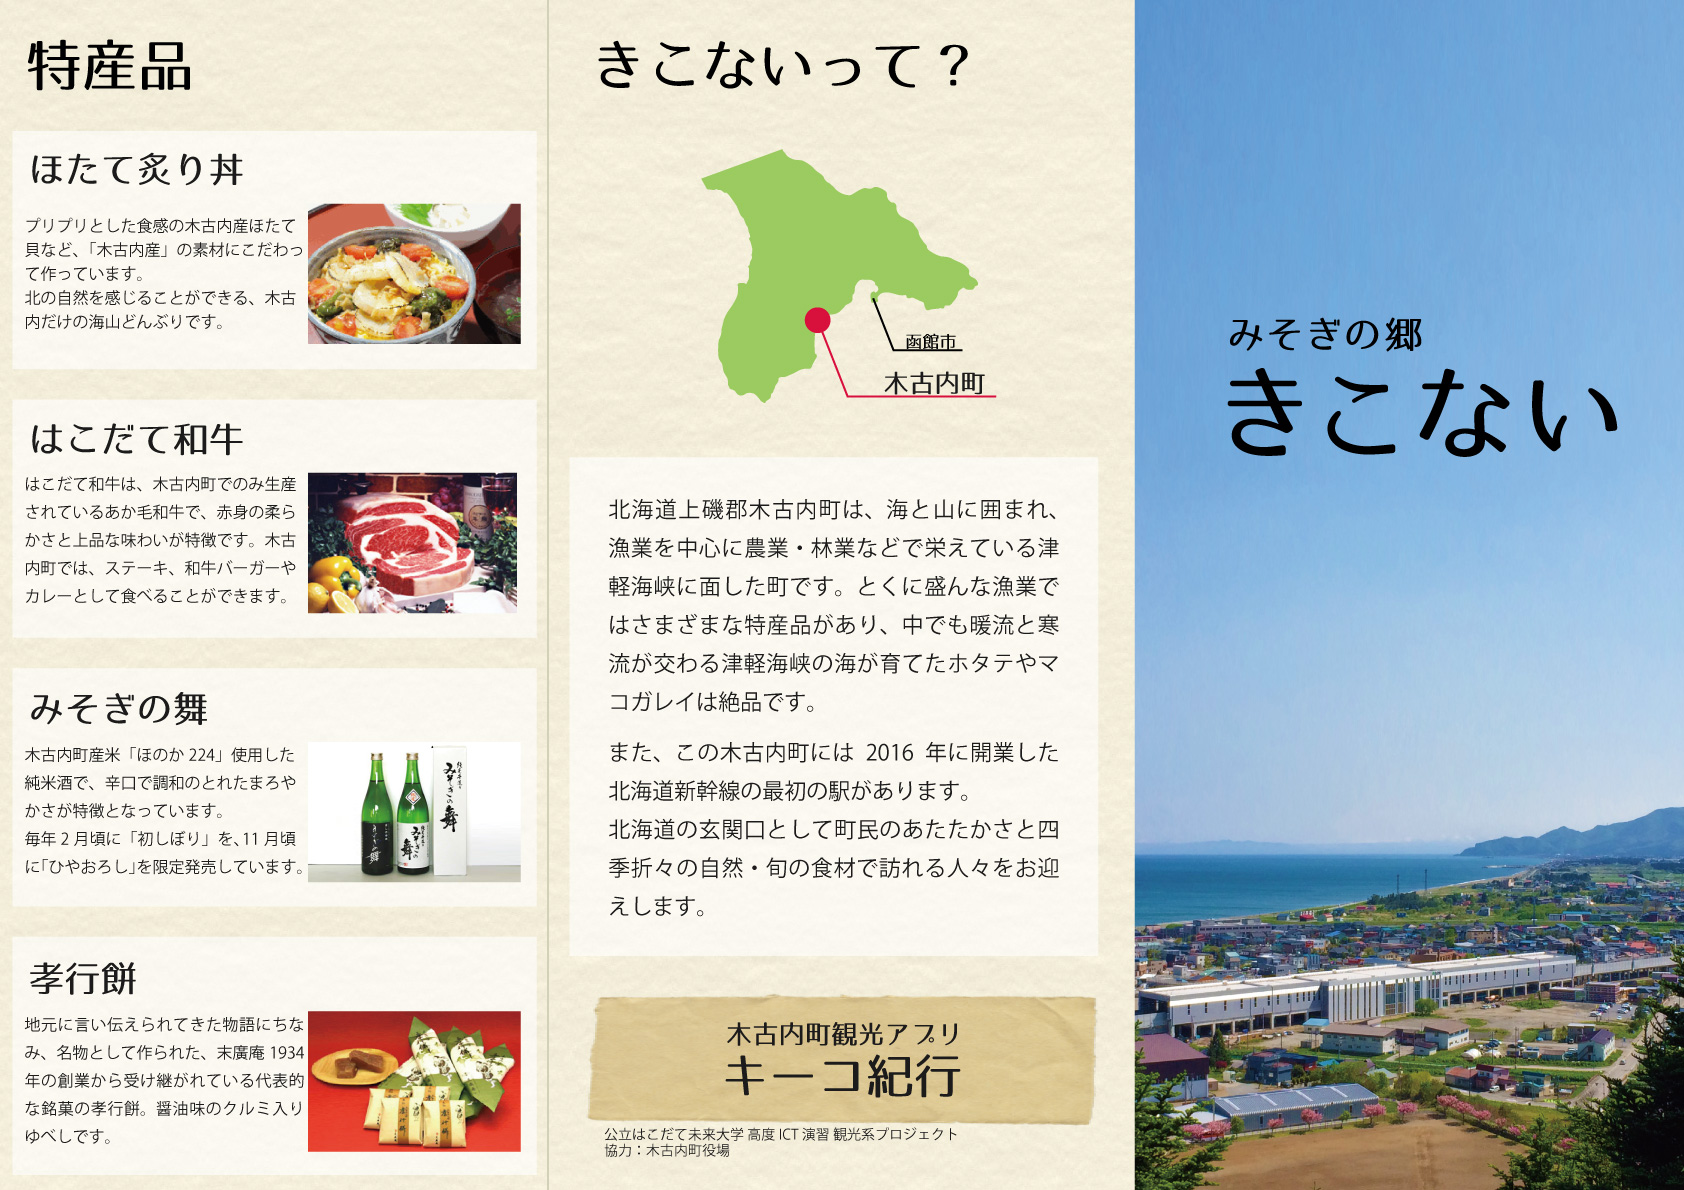 特産品
ほたて炙り丼
プリプリとした食感の木古内産ほたて
貝など、「木古内産」の素材にこだわっ
て作っています。
北の自然を感じることができる、木古
内だけの海山どんぶりです。
はこだて和牛
はこだて和牛は、木古内町でのみ生産
されているあか毛和牛で、赤身の柔ら
かさと上品な味わいが特徴です。木古
内町では、ステーキ、和牛バーガーや
カレーとして食べることができます。
みそぎの舞
木古内町産米「ほのか 224」使用した
純米酒で、辛口で調和のとれたまろや
かさが特徴となっています。
毎年 2 月頃に「初しぼり」を、11 月頃
に「ひやおろし」を限定発売しています。
みそぎの
舞
孝行餅
地元に言い伝えられてきた物語にちな
み、名物として作られた、末廣庵 1934
年の創業から受け継がれている代表的
な銘菓の孝行餅。醤油味のクルミ入り
ゆべしです。
きこないって？
函館市
木古内町
北海道上磯郡木古内町は、海と山に囲まれ、
漁業を中心に農業・林業などで栄えている津
軽海峡に面した町です。とくに盛んな漁業で
はさまざまな特産品があり、中でも暖流と寒
流が交わる津軽海峡の海が育てたホタテやマ
コガレイは絶品です。
また、この木古内町には 2016 年に開業した
北海道新幹線の最初の駅があります。
北海道の玄関口として町民のあたたかさと四
季折々の自然・旬の食材で訪れる人々をお迎
えします。
木古内町観光アプリ
キーコ紀行
公立はこだて未来大学 高度 ICT 演習 観光系プロジェクト
協力：木古内町役場
みそぎの郷
きこない